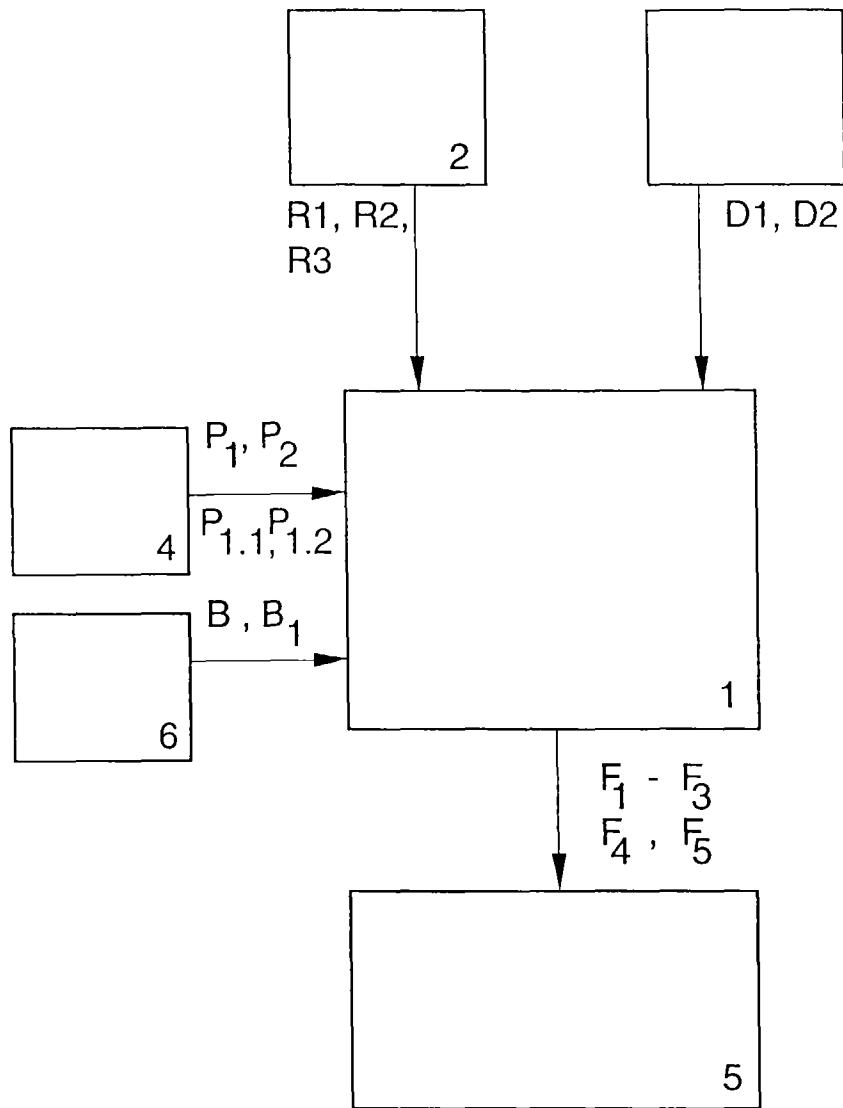 2
R1, R2,
R3
D1, D2
P₁, P₂
P₁.₁, P₁.₂
4
B , B₁
6
1
F₁ - F₃
F₄ , F₅
5